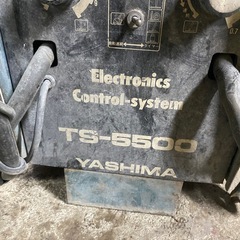 Electronics
Control-system
TS-5500
YASHIMA